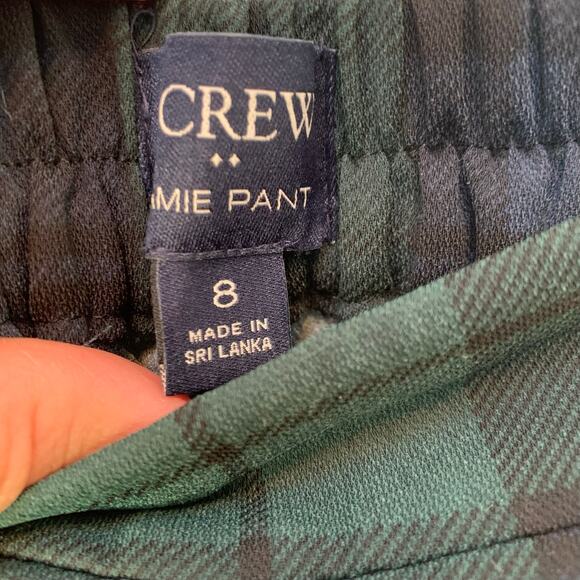 CREW
MIE PANT
8
MADE IN
SRI LANKA